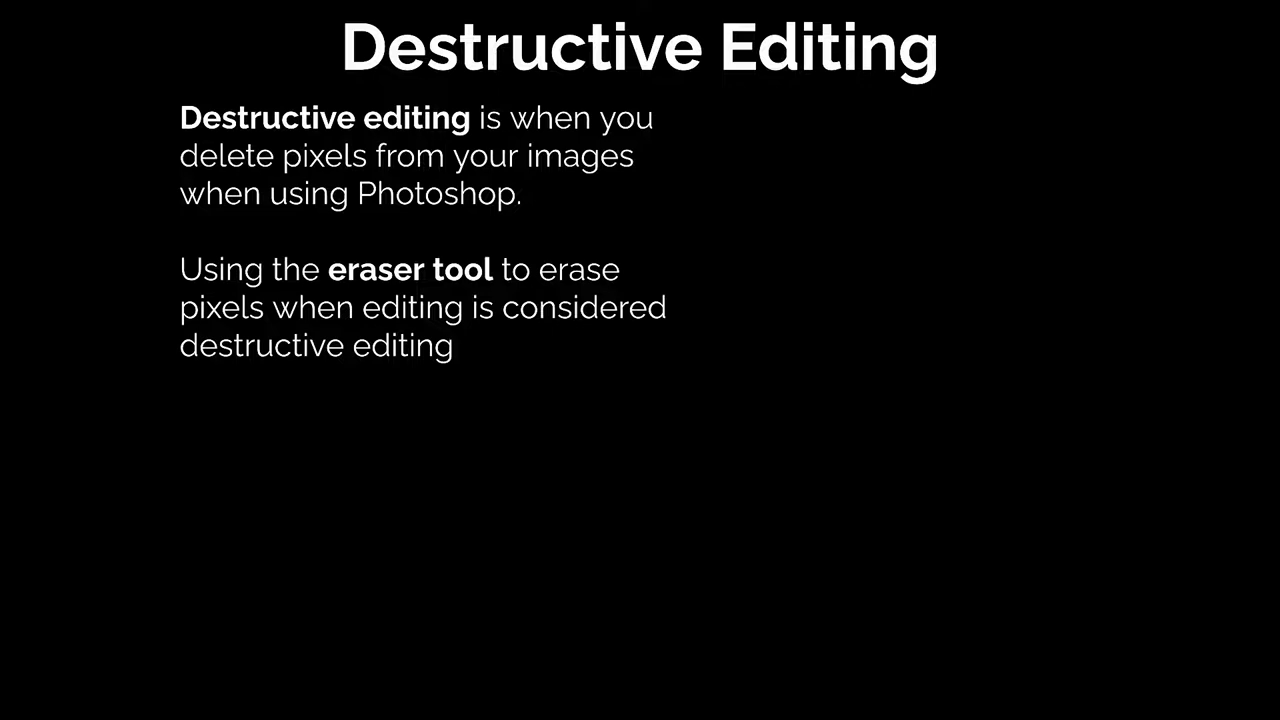 Destructive Editing
Destructive editing is when you
delete pixels from your images
when using Photoshop.
Using the eraser tool to erase
pixels when editing is considered
destructive editing